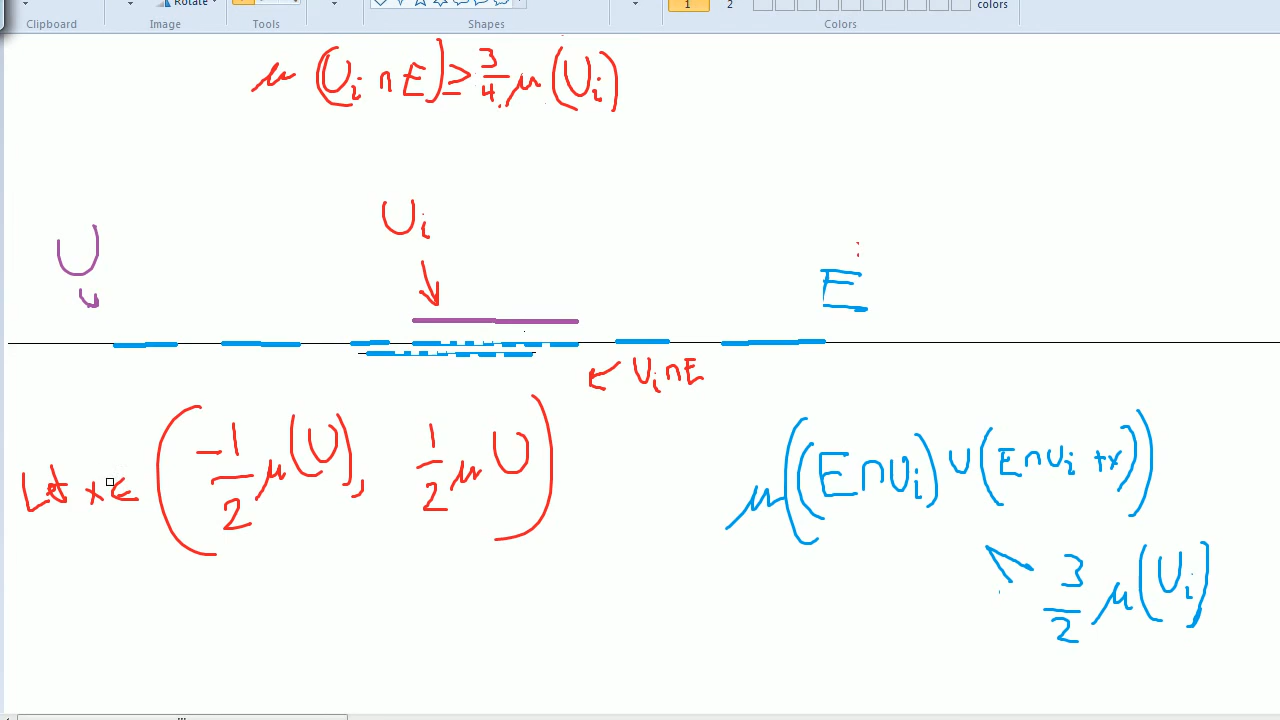 Rotate
1 2 colors
Clipboard Image Tools Shapes Colors
μ(Uᵢ ∩ E) ≥ 3/4 μ(Uᵢ)
Uᵢ
U
E
Uᵢ∩E
Let x ∈ (-1/2 μ(U), 1/2 μ U)
μ((E∩Uᵢ) ∪ (E∩Uᵢ +x))
3/2 μ(Uᵢ)